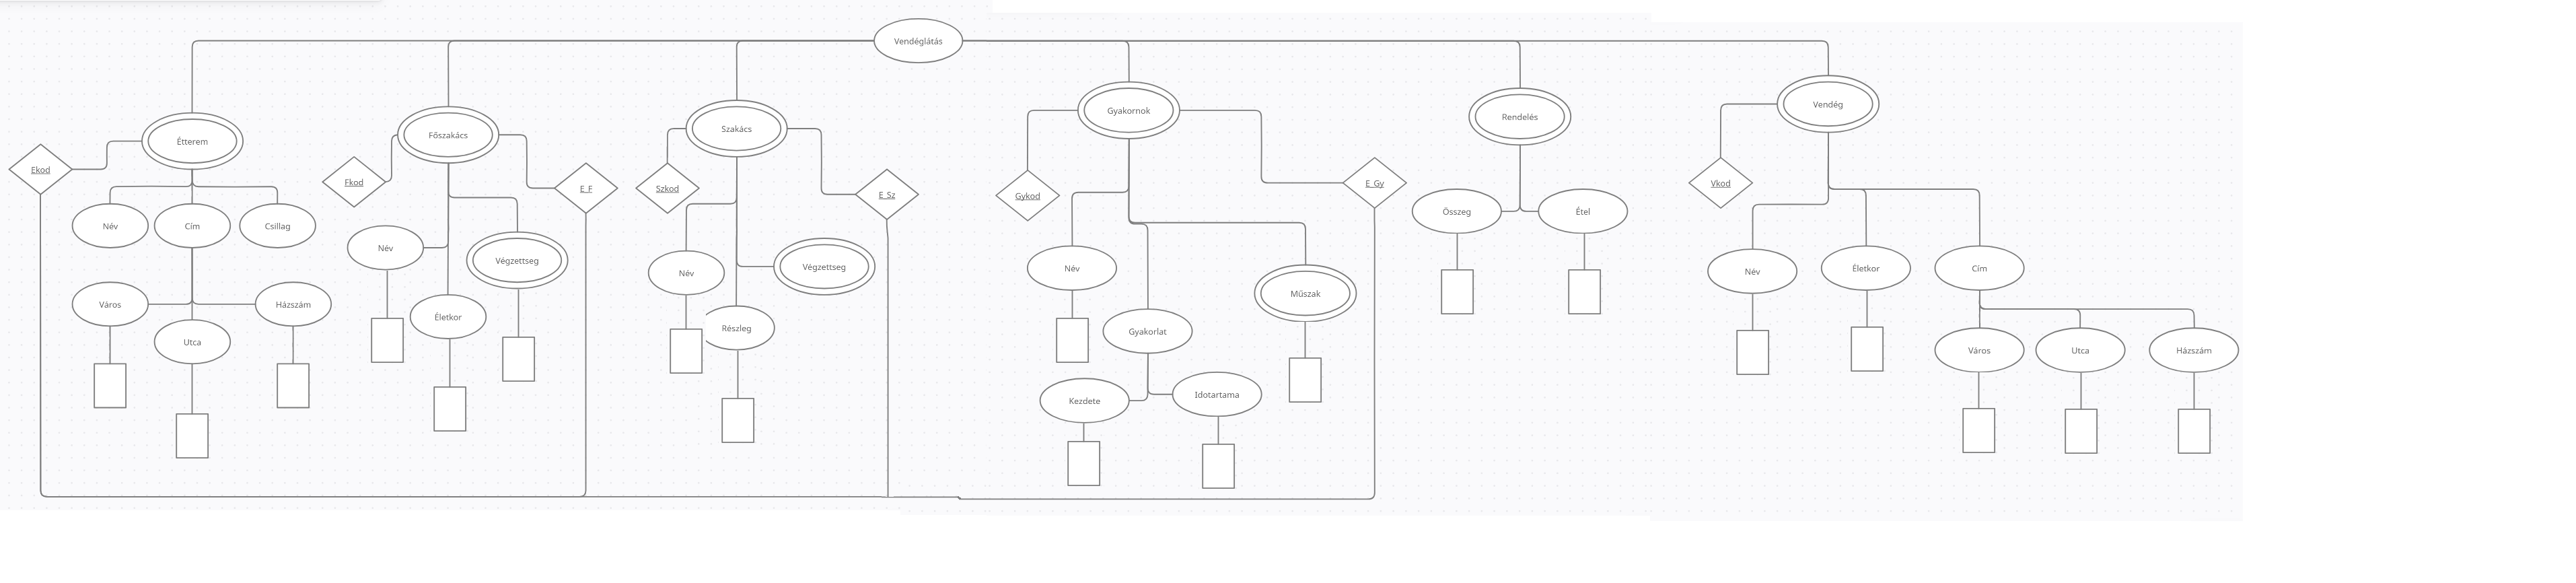 Vendéglátás
Étterem
Ekod
Név
Cím
Csillag
Város
Utca
Házszám
Főszakács
Fkod
E_F
Név
Végzettseg
Életkor
Szakács
Szkod
E_Sz
Név
Végzettseg
Részleg
Gyakornok
Gykod
E_Gy
Név
Műszak
Gyakorlat
Kezdete
Idotartama
Rendelés
Összeg
Étel
Vendég
Vkod
Név
Életkor
Cím
Város
Utca
Házszám